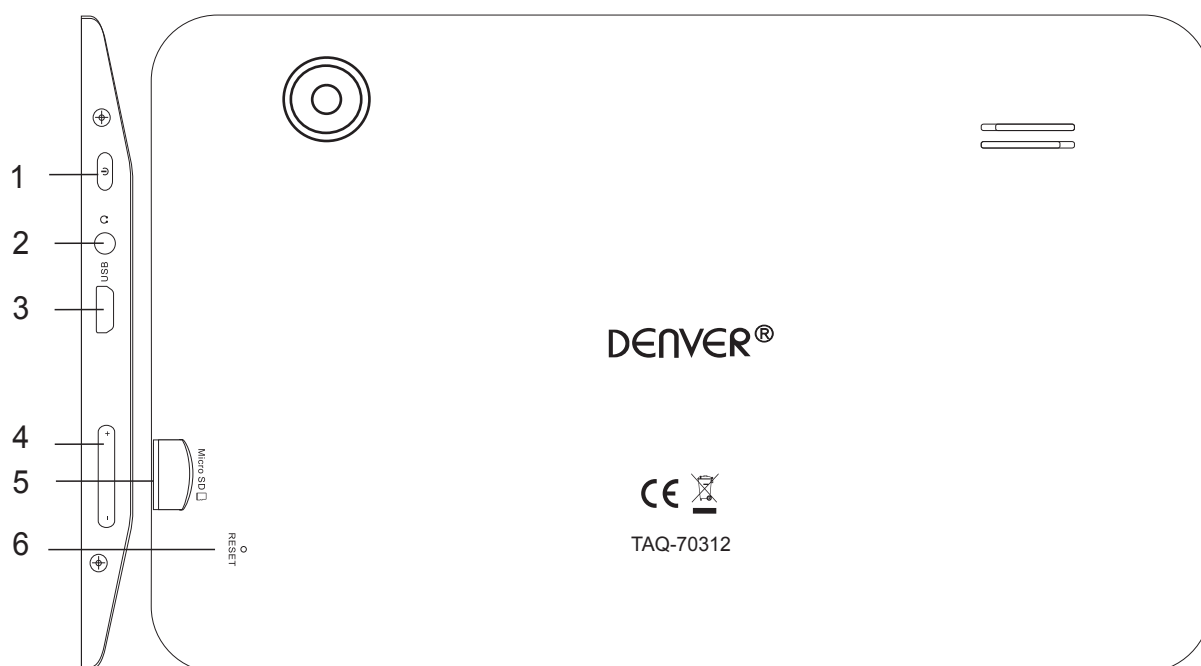 1
2
USB
3
DENVER®
4
+
Micro SD
5
-
CE
6
RESET
TAQ-70312